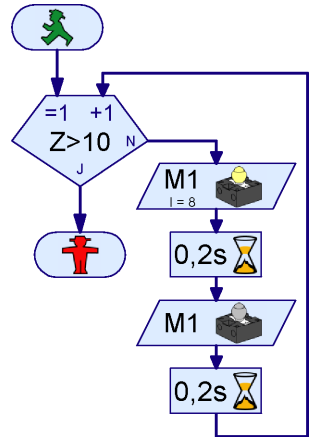 =1 +1
Z>10
N
J
M1
I = 8
0,2s
M1
0,2s